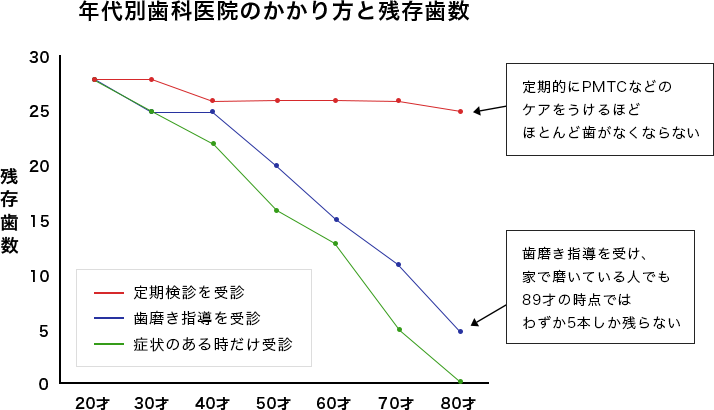 年代別歯科医院のかかり方と残存歯数
残存歯数
30
25
20
15
10
5
0
20才 30才 40才 50才 60才 70才 80才
定期検診を受診
歯磨き指導を受診
症状のある時だけ受診
定期的にPMTCなどの
ケアをうけるほど
ほとんど歯がなくならない
歯磨き指導を受け、
家で磨いている人でも
89才の時点では
わずか5本しか残らない